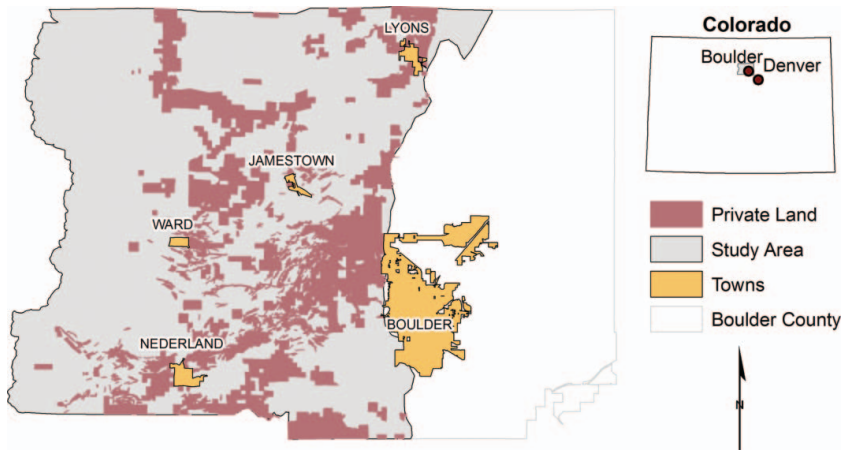 LYONS
JAMESTOWN
WARD
BOULDER
NEDERLAND
Colorado
Boulder
Denver
Private Land
Study Area
Towns
Boulder County
N